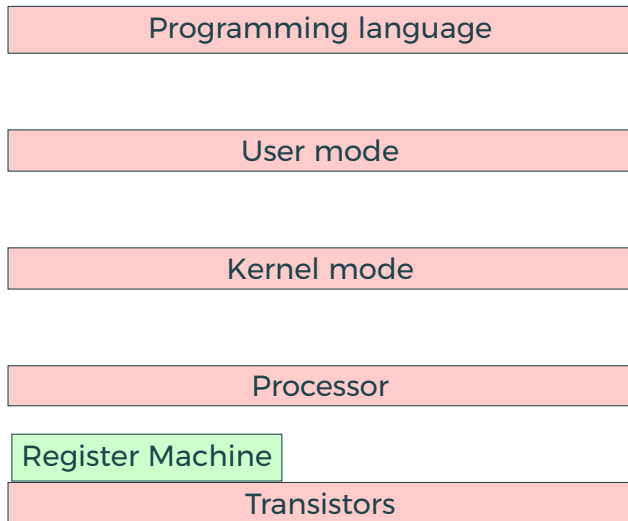 Programming language
User mode
Kernel mode
Processor
Register Machine
Transistors